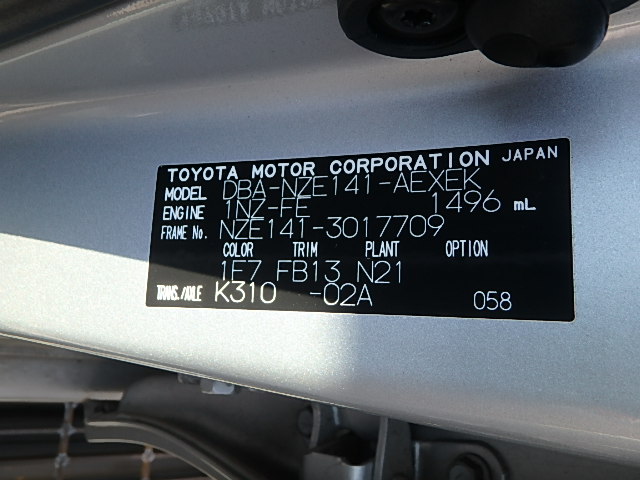 TOYOTA MOTOR CORPORATION JAPAN
MODEL DBA-NZE141-AEXEK
ENGINE 1NZ-FE 1496 mL
FRAME No. NZE141-3017709
COLOR TRIM PLANT OPTION
1E7 FB13 N21
TRANS./AXLE K310 -02A 058